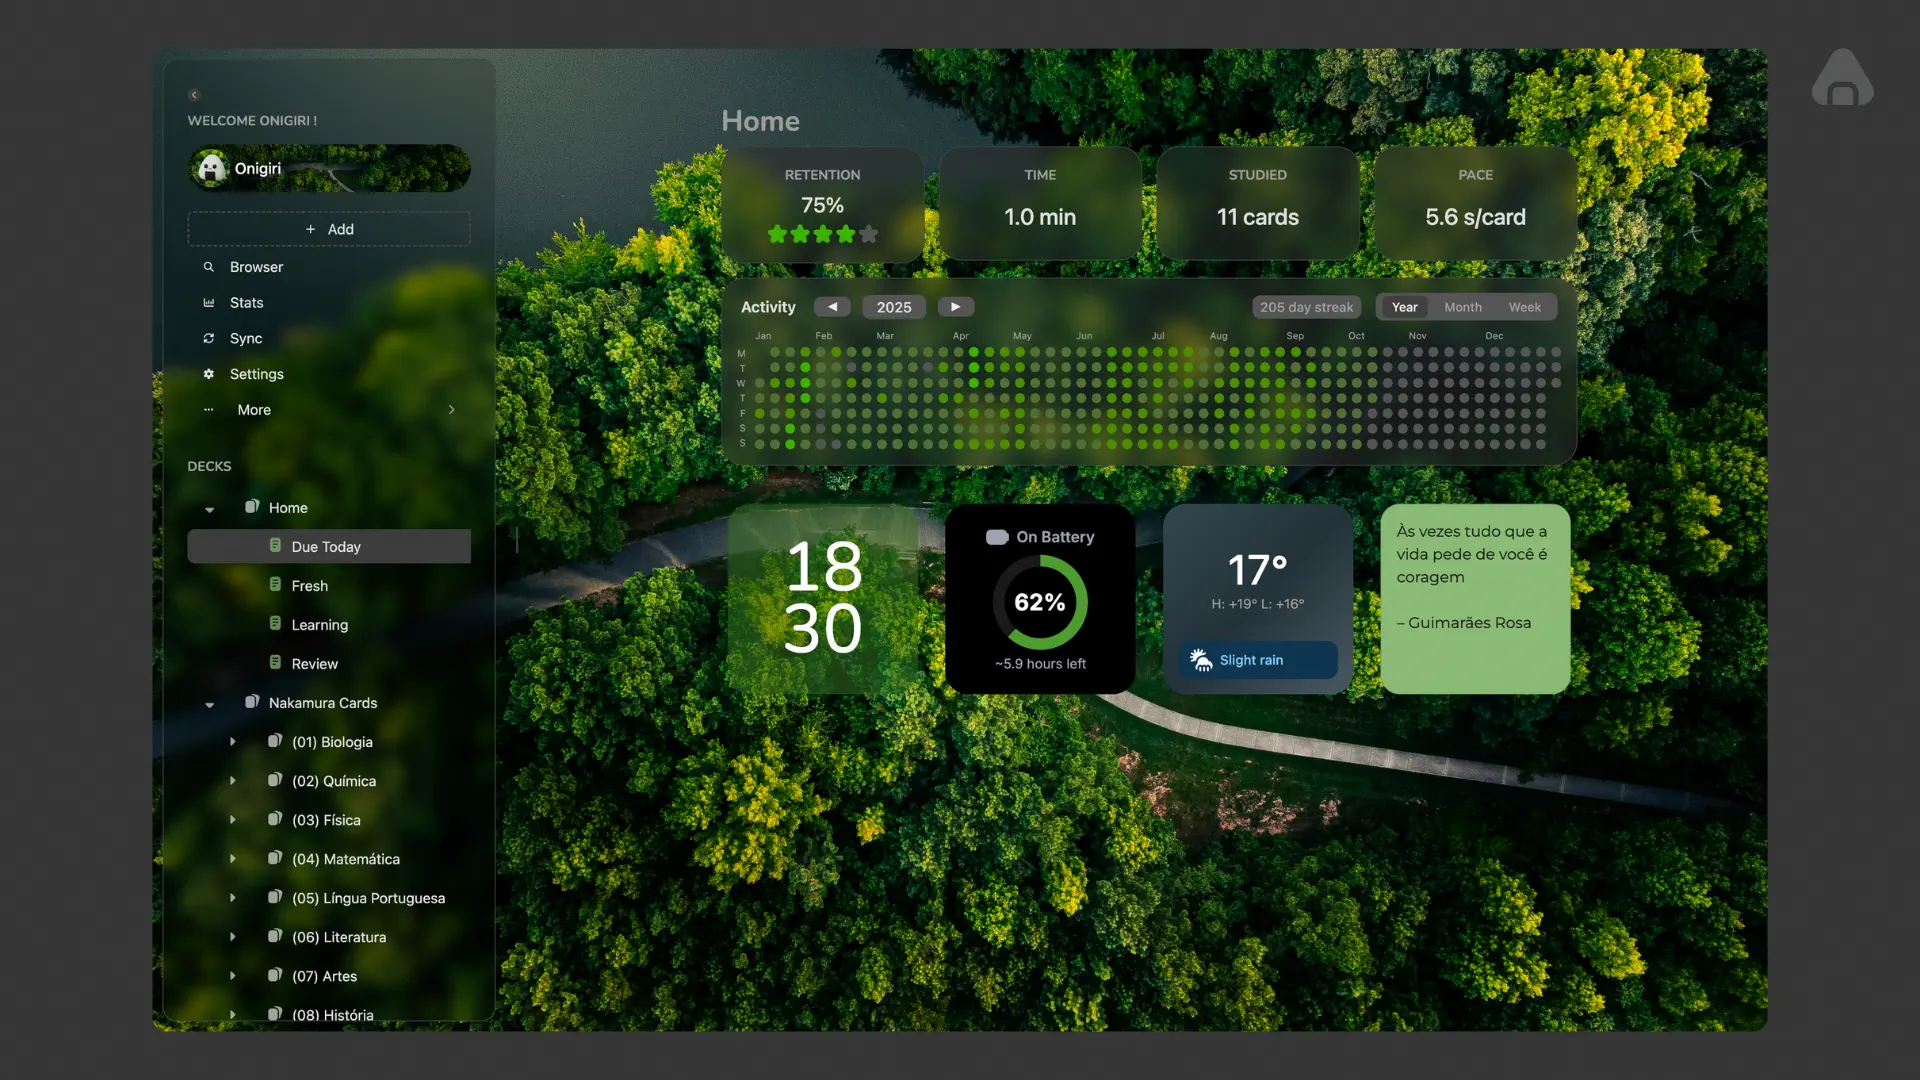 WELCOME ONIGIRI !
Onigiri
+ Add
Browser
Stats
Sync
Settings
More
DECKS
Home
Due Today
Fresh
Learning
Review
Nakamura Cards
(01) Biologia
(02) Química
(03) Física
(04) Matemática
(05) Língua Portuguesa
(06) Literatura
(07) Artes
(08) História
Home
RETENTION
75%
TIME
1.0 min
STUDIED
11 cards
PACE
5.6 s/card
Activity
2025
205 day streak
Year Month Week
Jan Feb Mar Apr May Jun Jul Aug Sep Oct Nov Dec
M
T
W
T
F
S
S
18
30
On Battery
62%
~5.9 hours left
17°
H: +19° L: +16°
Slight rain
Às vezes tudo que a
vida pede de você é
coragem
– Guimarães Rosa